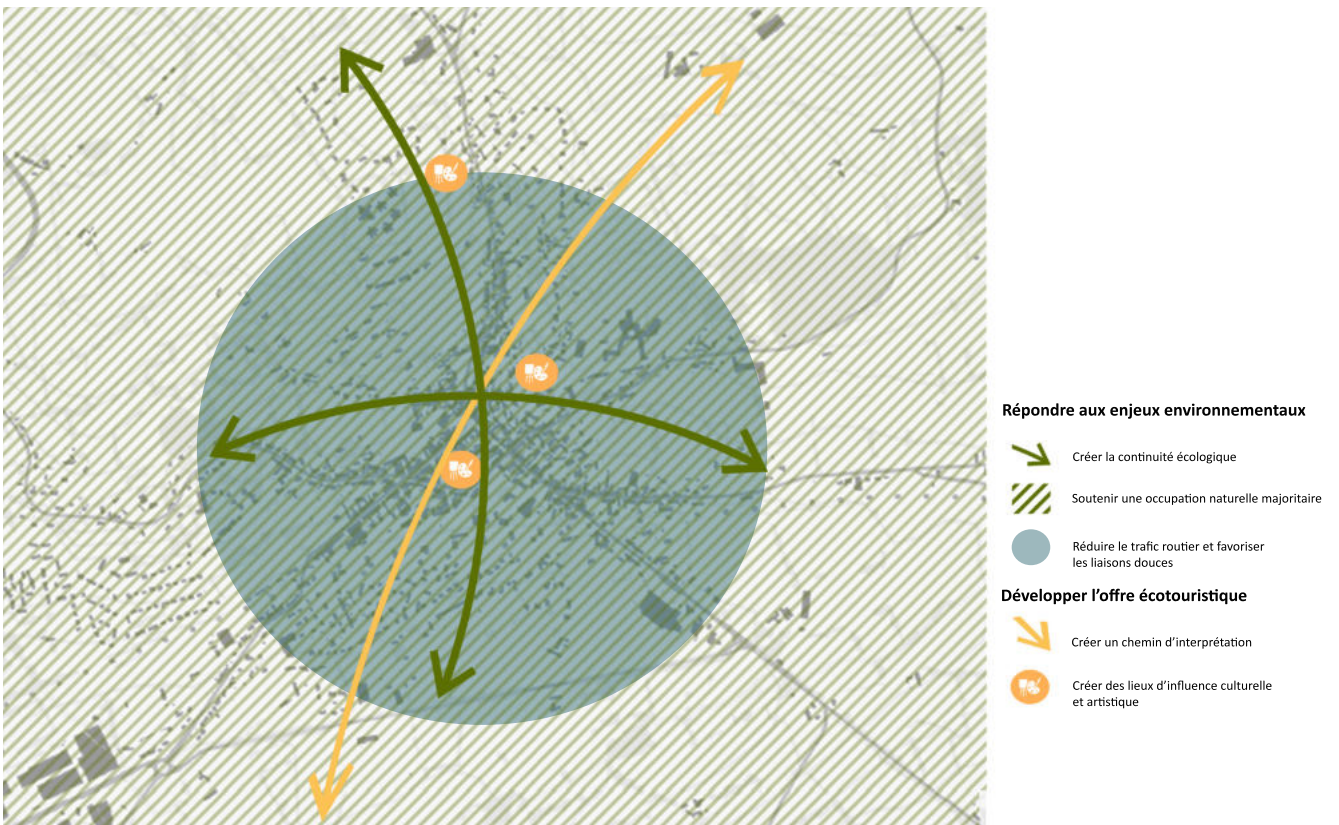 Répondre aux enjeux environnementaux
Créer la continuité écologique
Soutenir une occupation naturelle majoritaire
Réduire le trafic routier et favoriser
les liaisons douces
Développer l’offre écotouristique
Créer un chemin d’interprétation
Créer des lieux d’influence culturelle
et artistique